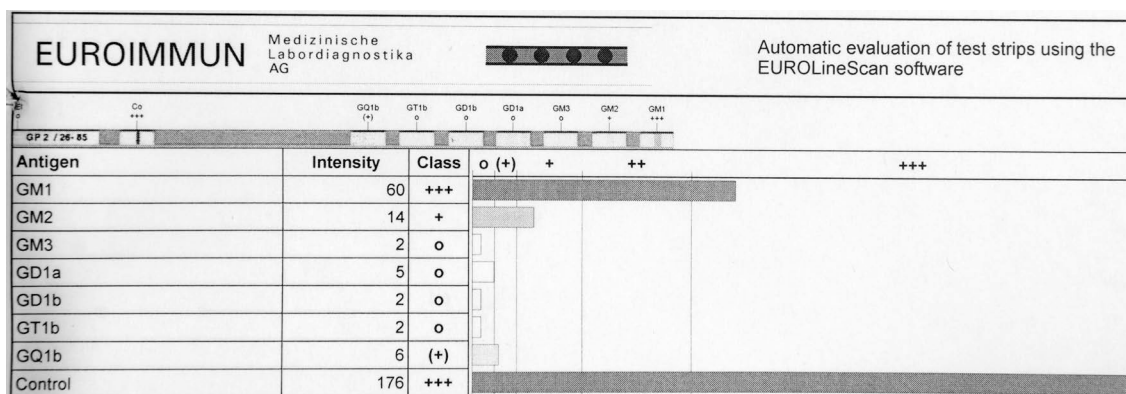 EUROIMMUN
Medizinische
Labordiagnostika
AG
Automatic evaluation of test strips using the
EUROLineScan software
Co GQ1b GT1b GD1b GD1a GM3 GM2 GM1
o +++ (+) o o o o + +++
GP 2 / 26- 85
Antigen Intensity Class o (+) + ++ +++
GM1 60 +++
GM2 14 +
GM3 2 o
GD1a 5 o
GD1b 2 o
GT1b 2 o
GQ1b 6 (+)
Control 176 +++